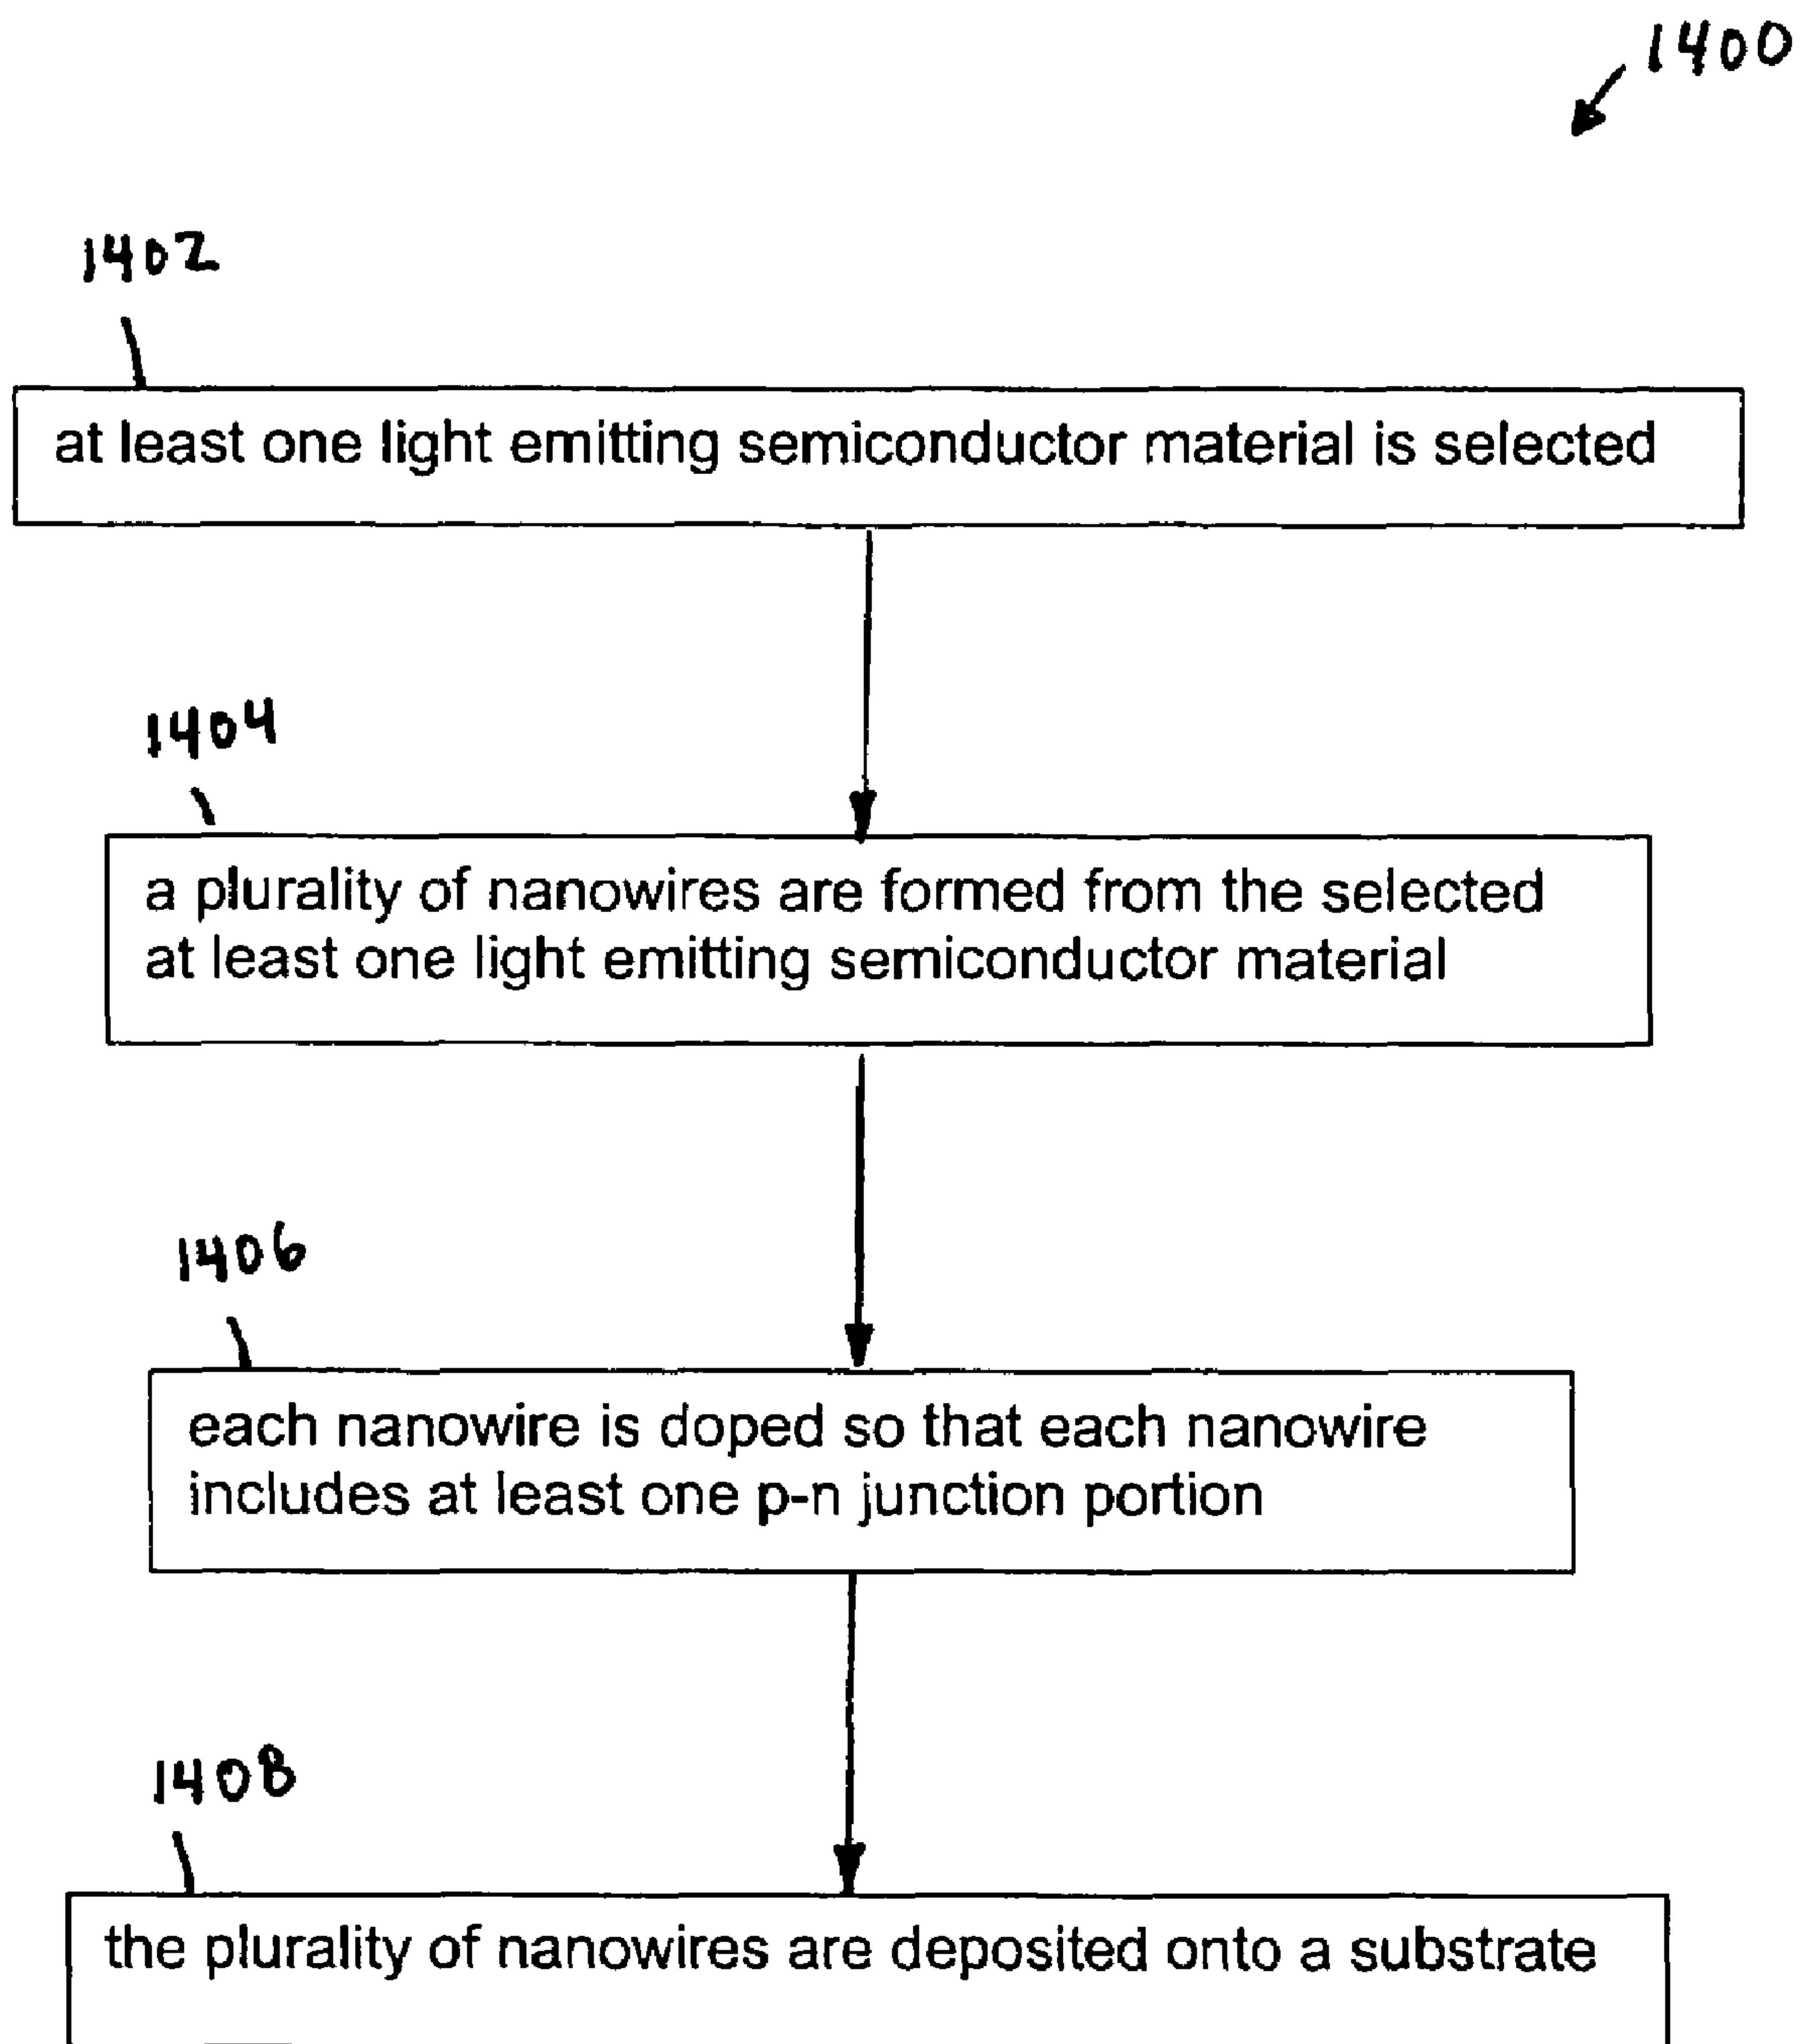 1400
1402
at least one light emitting semiconductor material is selected
1404
a plurality of nanowires are formed from the selected
at least one light emitting semiconductor material
1406
each nanowire is doped so that each nanowire
includes at least one p-n junction portion
1408
the plurality of nanowires are deposited onto a substrate